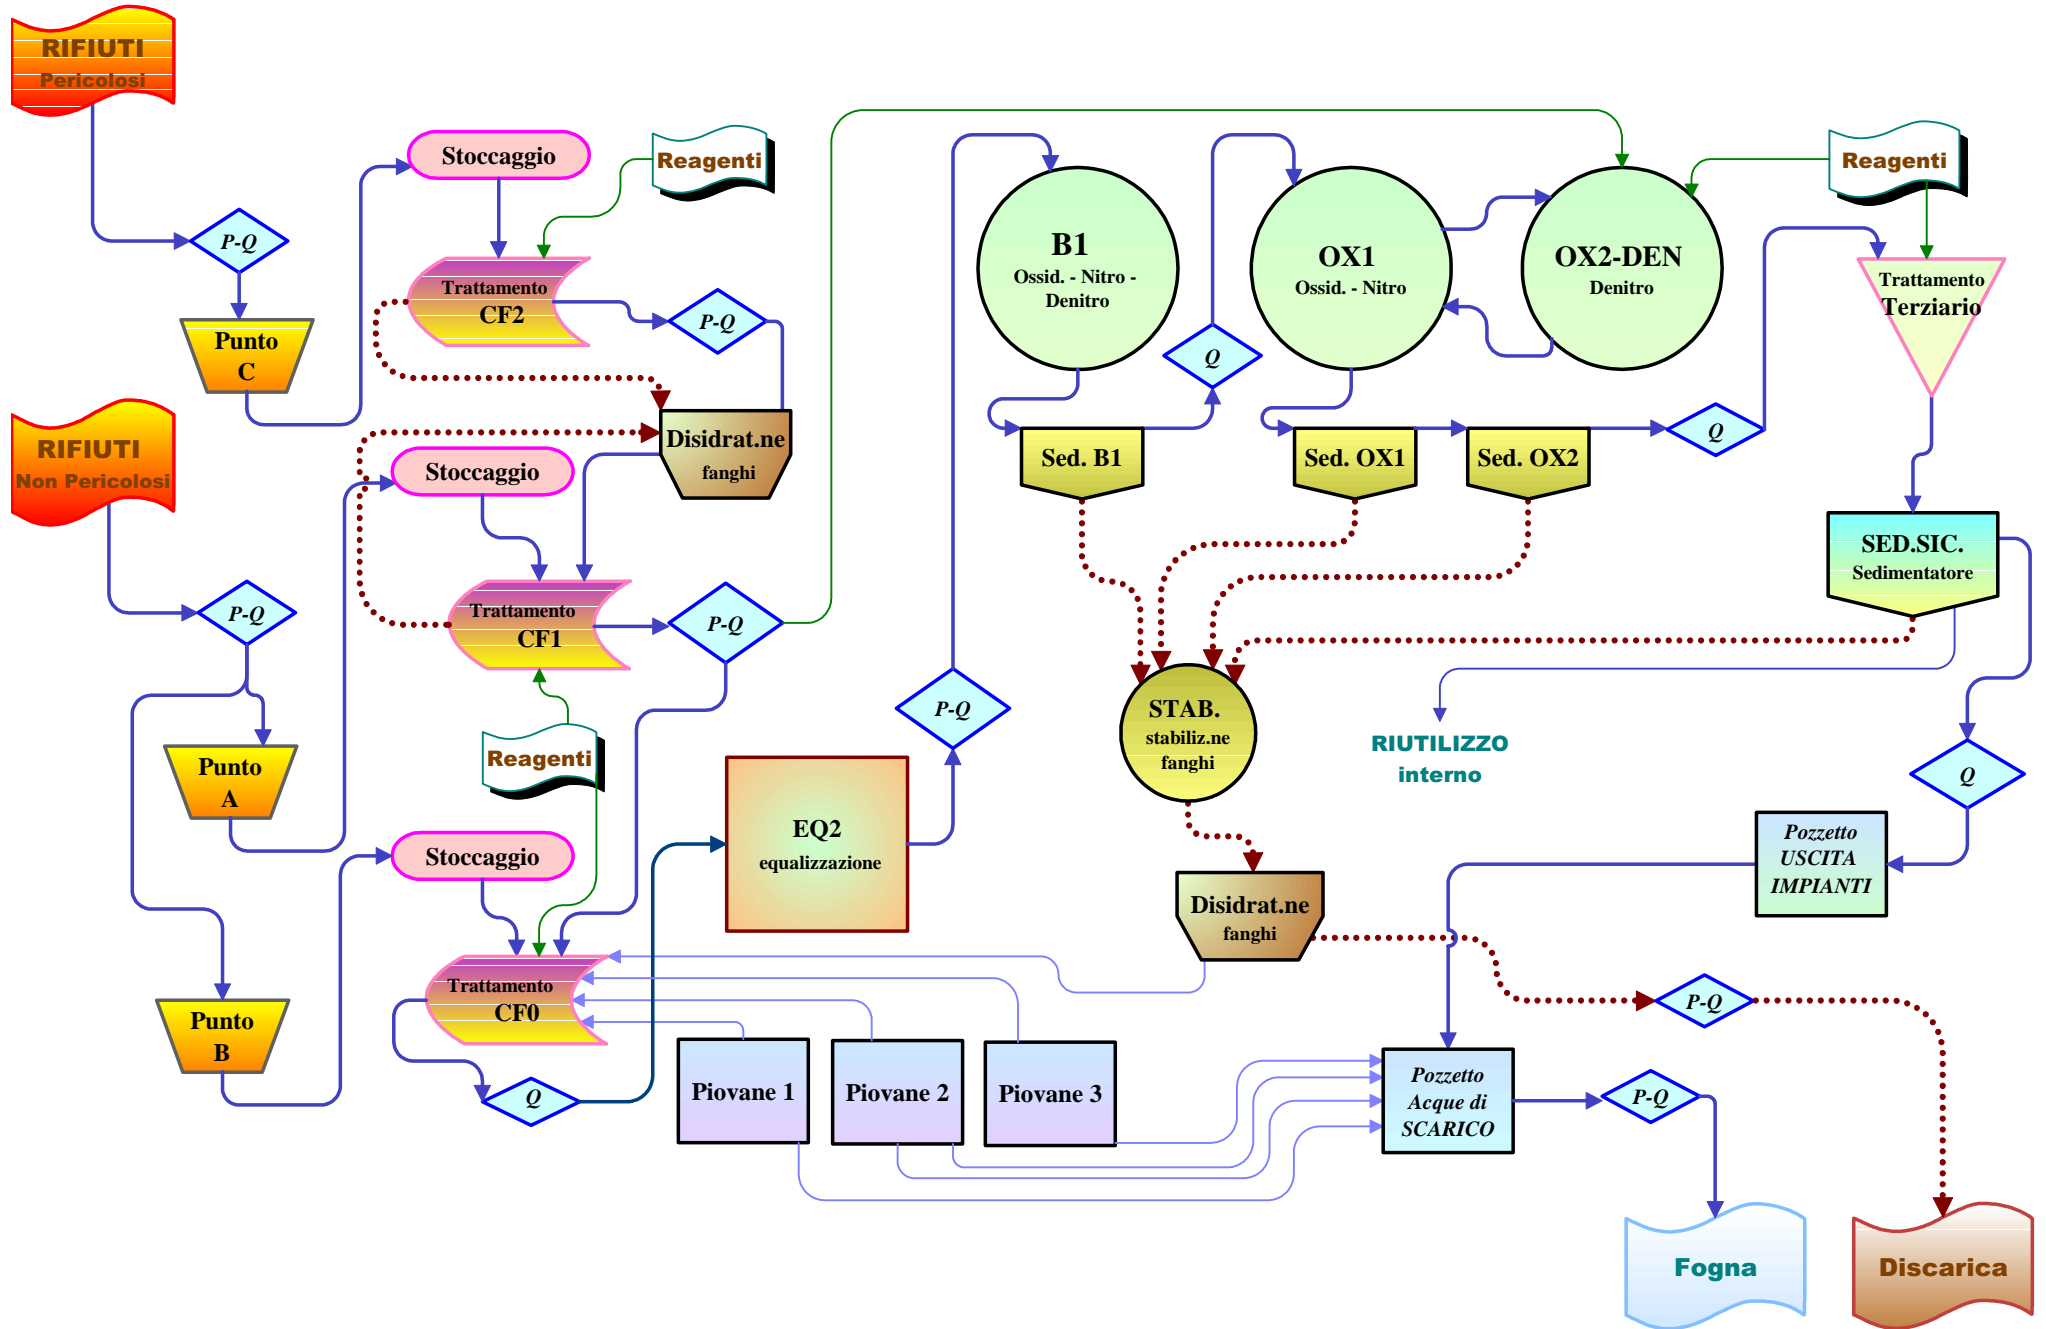 RIFIUTI
Pericolosi
Stoccaggio
Reagenti
Reagenti
P-Q
B1
Ossid. - Nitro -
Denitro
OX1
Ossid. - Nitro
OX2-DEN
Denitro
Trattamento
Terziario
Trattamento
CF2
P-Q
Q
Punto
C
RIFIUTI
Non Pericolosi
Disidrat.ne
fanghi
Stoccaggio
Sed. B1
Sed. OX1
Sed. OX2
Q
SED.SIC.
Sedimentatore
P-Q
Trattamento
CF1
P-Q
P-Q
STAB.
stabiliz.ne
fanghi
RIUTILIZZO
interno
Q
Punto
A
Reagenti
EQ2
equalizzazione
Stoccaggio
Pozzetto
USCITA
IMPIANTI
Disidrat.ne
fanghi
Trattamento
CF0
P-Q
Punto
B
Q
Piovane 1
Piovane 2
Piovane 3
Pozzetto
Acque di
SCARICO
P-Q
Fogna
Discarica